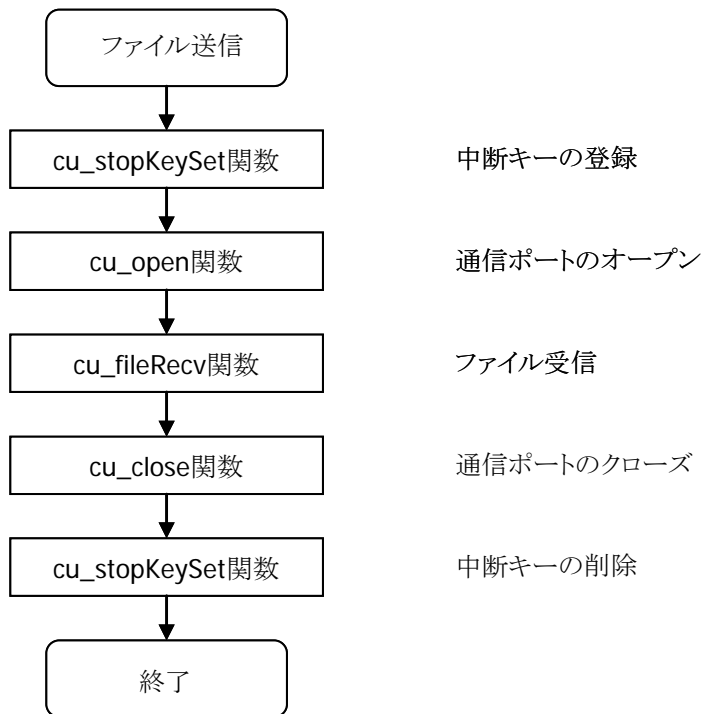 ファイル送信
cu_stopKeySet関数 中断キーの登録
cu_open関数 通信ポートのオープン
cu_fileRecv関数 ファイル受信
cu_close関数 通信ポートのクローズ
cu_stopKeySet関数 中断キーの削除
終了